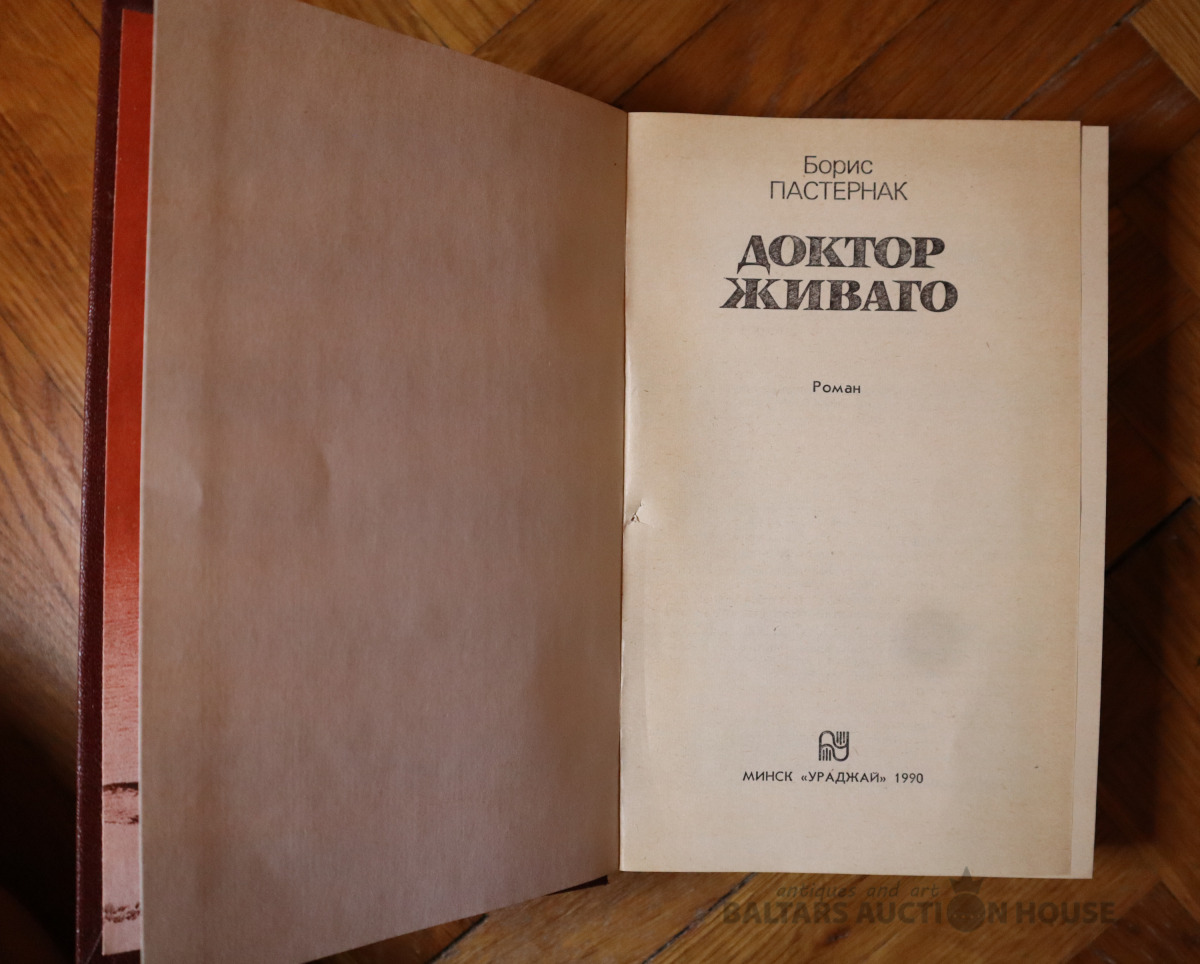 Борис
ПАСТЕРНАК
ДОКТОР
ЖИВАГО
Роман
МИНСК «УРАДЖАЙ» 1990
antiques and art
BALTARS AUCTION HOUSE